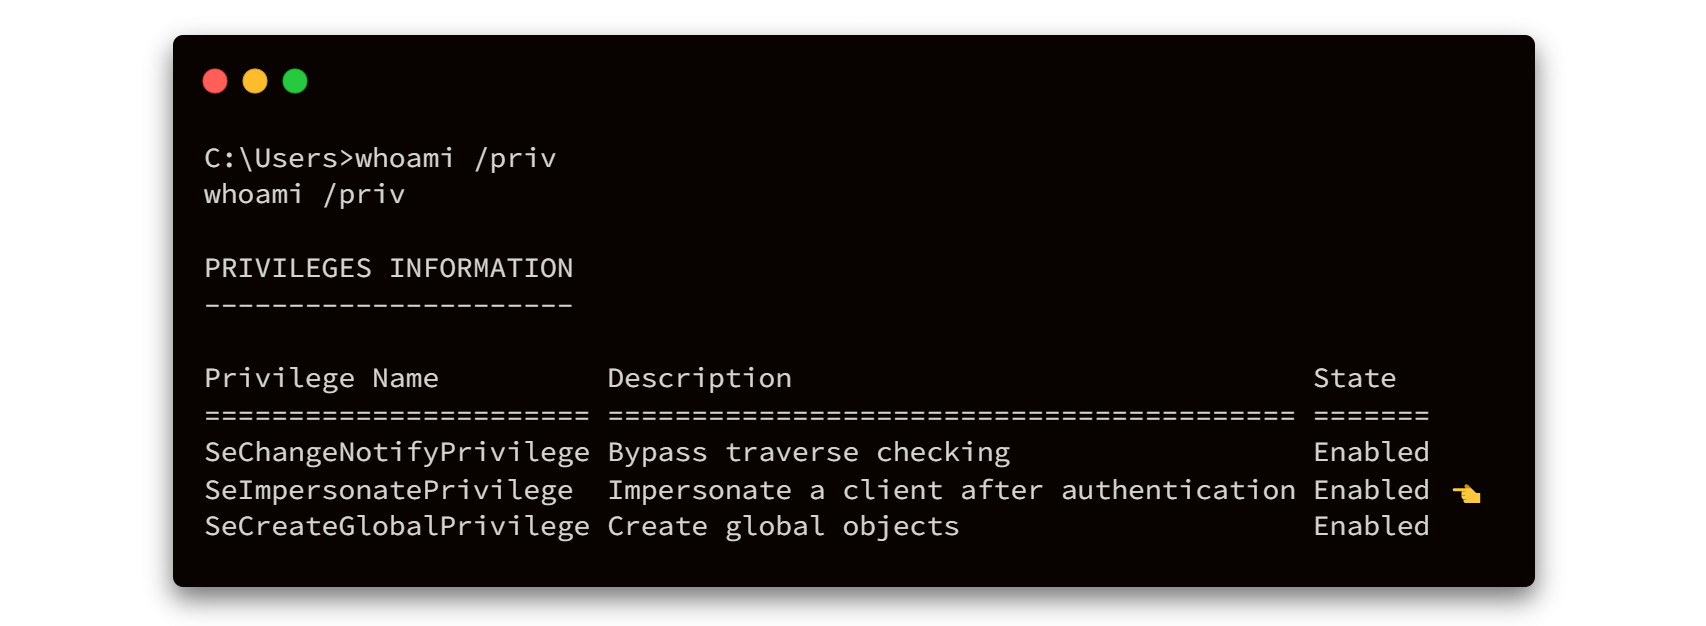 C:\Users>whoami /priv
whoami /priv
PRIVILEGES INFORMATION
----------------------
Privilege Name          Description                               State
======================= ========================================= =======
SeChangeNotifyPrivilege Bypass traverse checking                  Enabled
SeImpersonatePrivilege  Impersonate a client after authentication Enabled
SeCreateGlobalPrivilege Create global objects                     Enabled